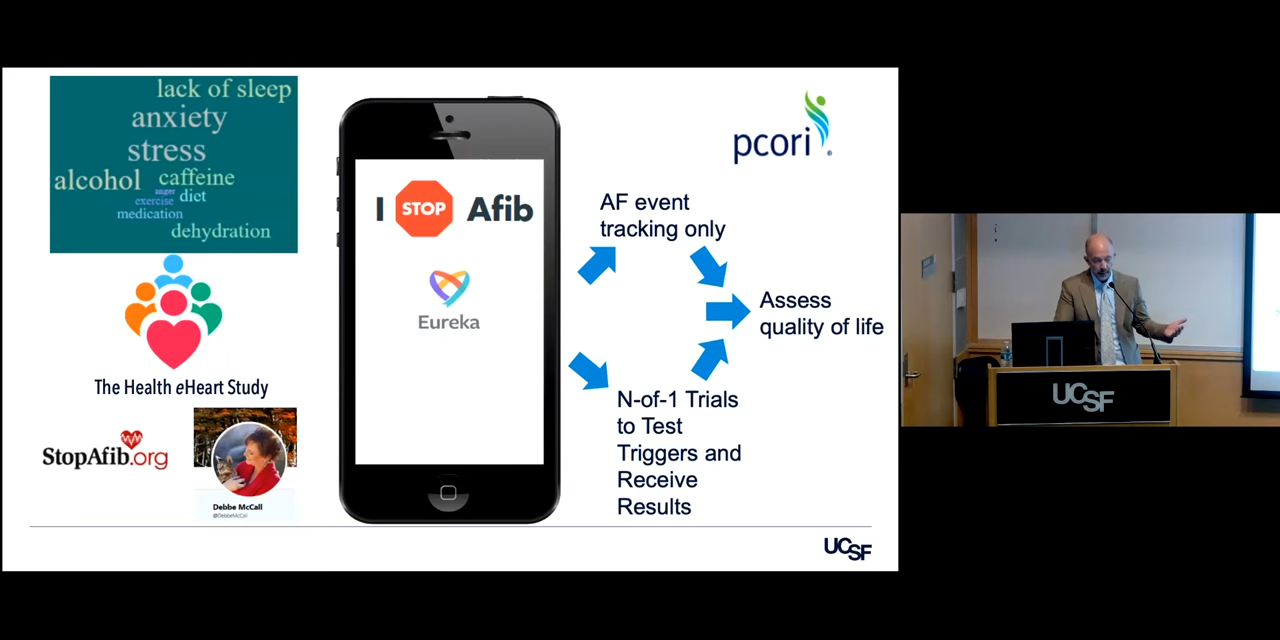 lack of sleep
anxiety
stress
alcohol caffeine
anger
exercise diet
medication
dehydration
The Health eHeart Study
StopAfib.org
Debbe McCall
@DebbeMcCall
I STOP Afib
Eureka
pcori
AF event
tracking only
Assess
quality of life
N-of-1 Trials
to Test
Triggers and
Receive
Results
UCSF
UCSF